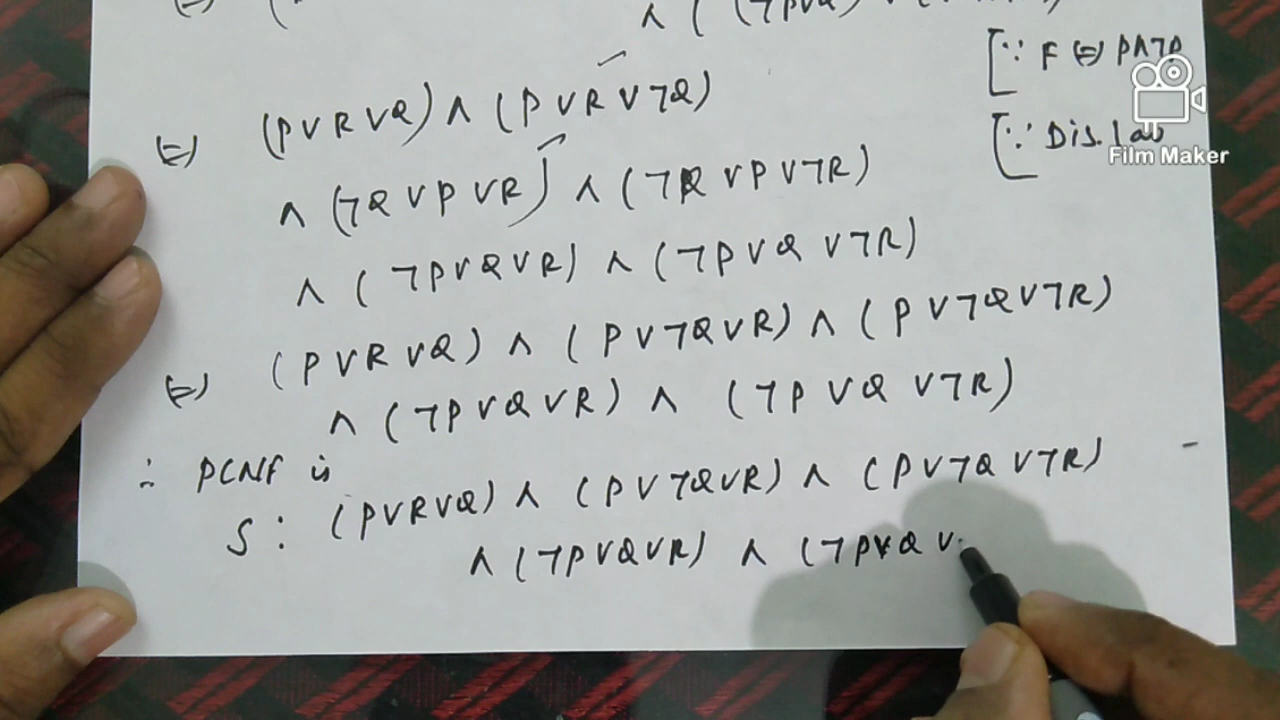 ∧ ( (¬P∨Q)
[∵ F ⇔ P∧¬P
⇔ (P∨R∨Q) ∧ (P∨R∨¬Q)
[∵ Dis. law
Film Maker
∧ (¬Q∨P∨R) ∧ (¬Q∨P∨¬R)
∧ (¬P∨Q∨R) ∧ (¬P∨Q∨¬R)
⇔ (P∨R∨Q) ∧ (P∨¬Q∨R) ∧ (P∨¬Q∨¬R)
∧ (¬P∨Q∨R) ∧ (¬P∨Q∨¬R)
∴ PCNF is
S: (P∨R∨Q) ∧ (P∨¬Q∨R) ∧ (P∨¬Q∨¬R)
∧ (¬P∨Q∨R) ∧ (¬P∨Q∨